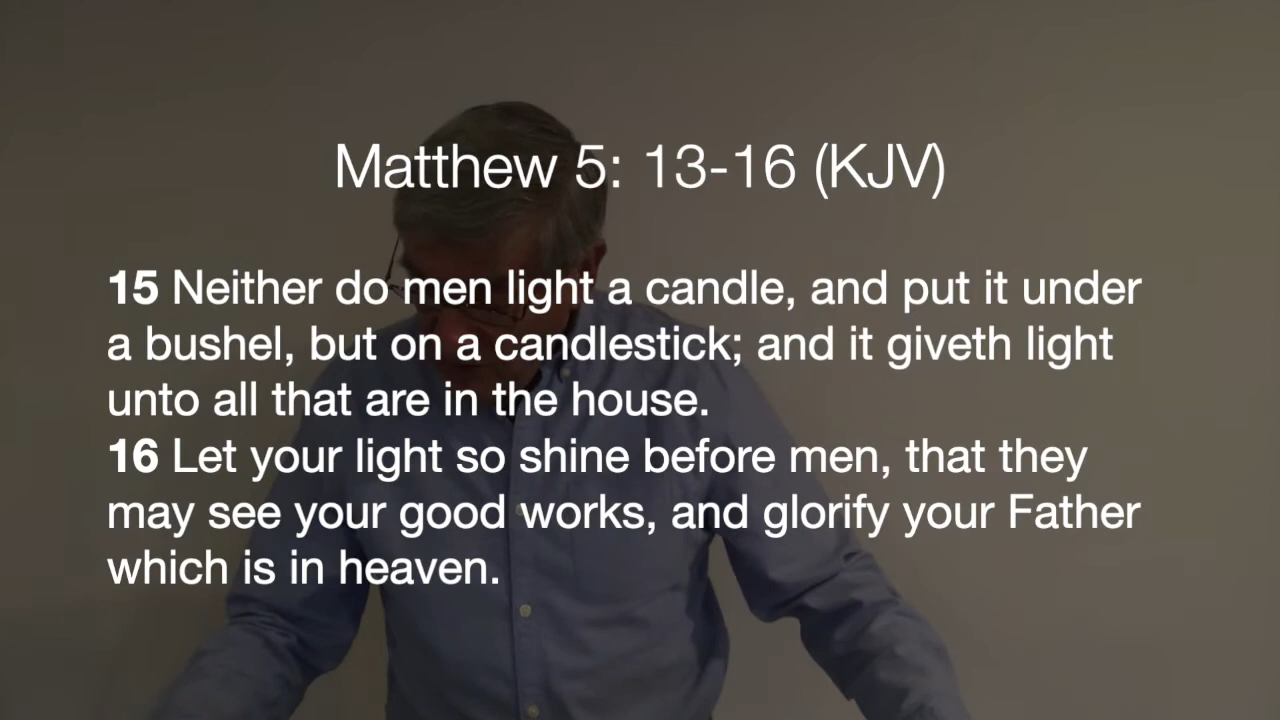 Matthew 5: 13-16 (KJV)
15 Neither do men light a candle, and put it under
a bushel, but on a candlestick; and it giveth light
unto all that are in the house.
16 Let your light so shine before men, that they
may see your good works, and glorify your Father
which is in heaven.